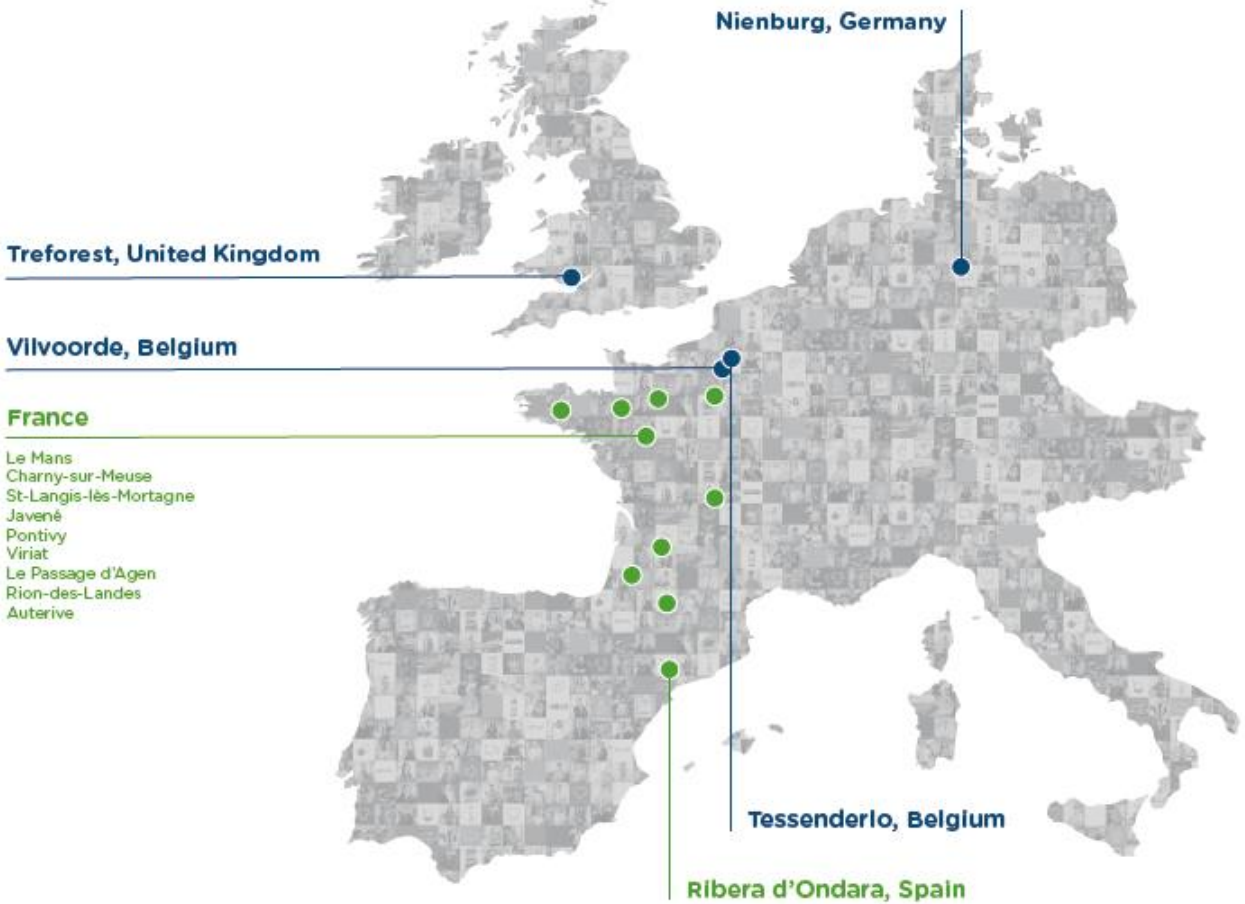 Nienburg, Germany
Treforest, United Kingdom
Vilvoorde, Belgium
France
Le Mans
Charny-sur-Meuse
St-Langis-lès-Mortagne
Javené
Pontivy
Viriat
Le Passage d'Agen
Rion-des-Landes
Auterive
Tessenderlo, Belgium
Ribera d'Ondara, Spain